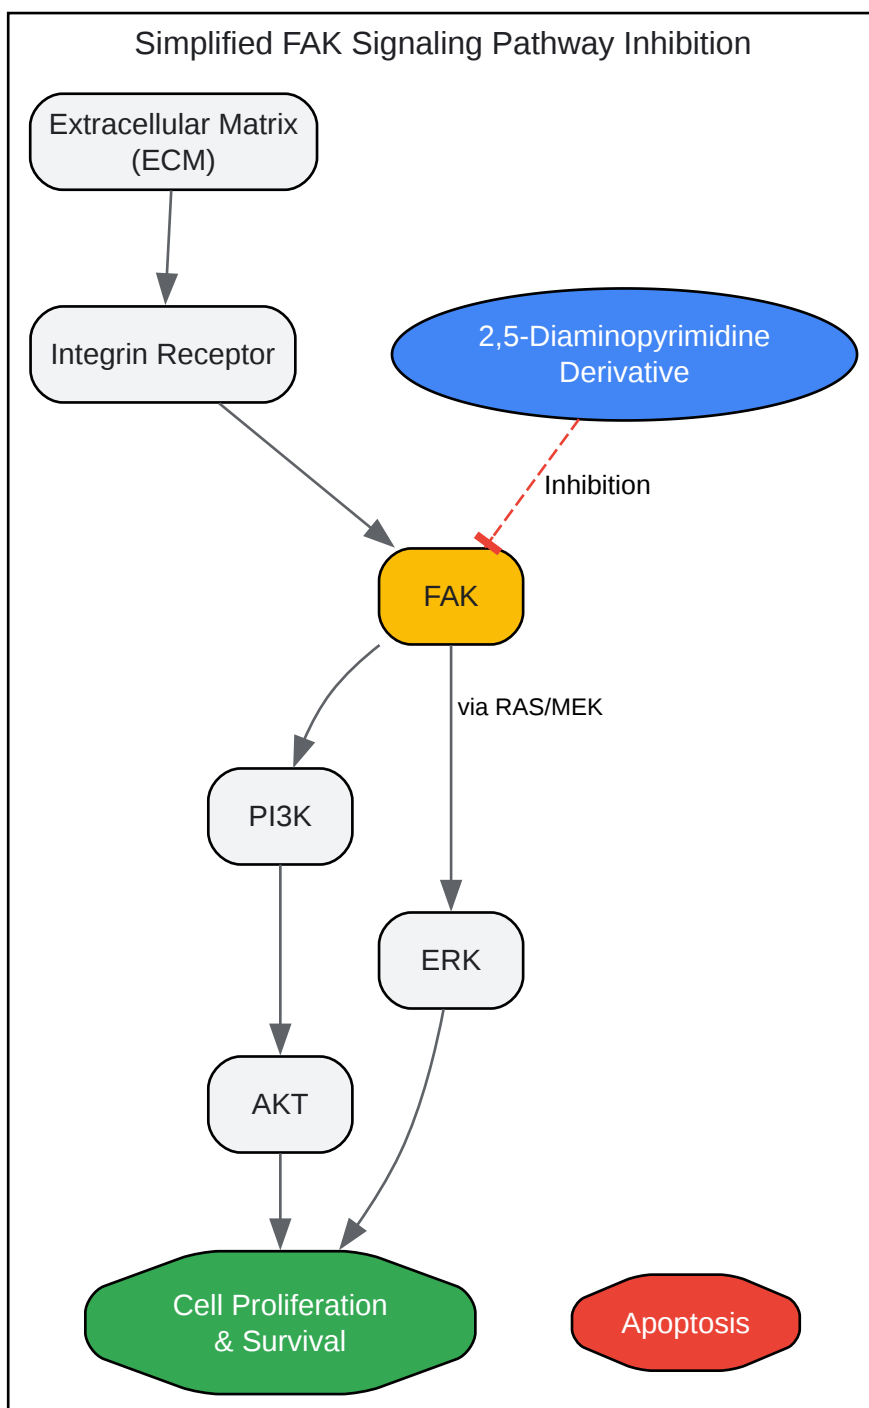 Simplified FAK Signaling Pathway Inhibition
Extracellular Matrix
(ECM)
Integrin Receptor
2,5-Diaminopyrimidine
Derivative
Inhibition
FAK
via RAS/MEK
PI3K
ERK
AKT
Cell Proliferation
& Survival
Apoptosis